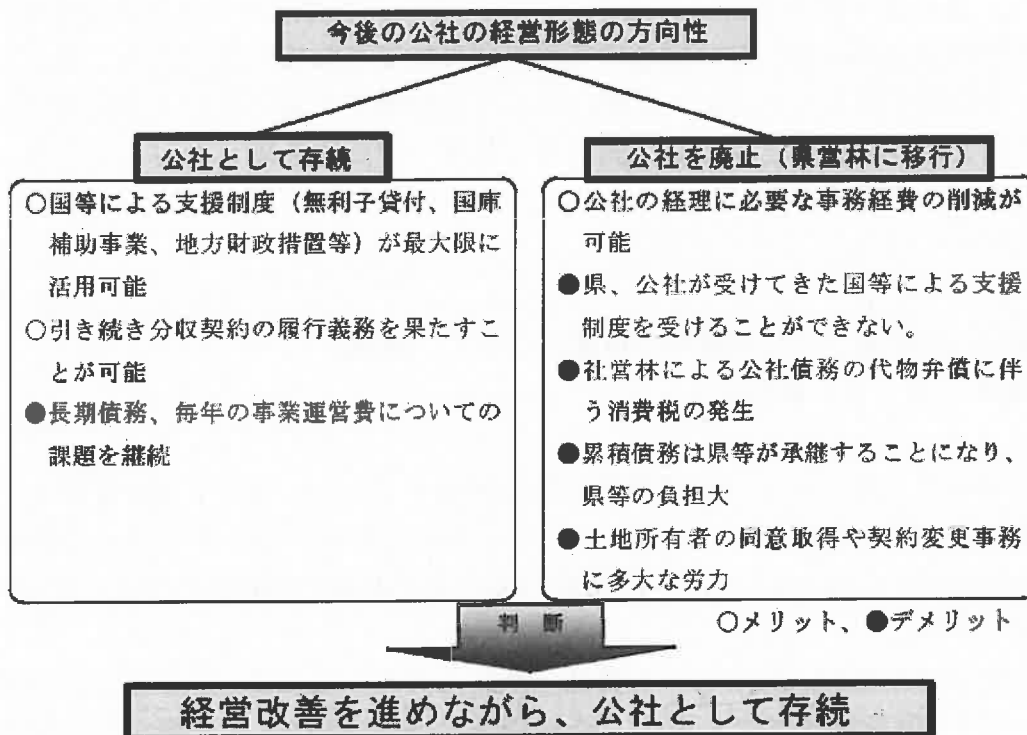 今後の公社の経営形態の方向性
公社として存続
○国等による支援制度（無利子貸付、国庫
補助事業、地方財政措置等）が最大限に
活用可能
○引き続き分収契約の履行義務を果たすこ
とが可能
●長期債務、毎年の事業運営費についての
課題を継続
公社を廃止（県営林に移行）
○公社の経理に必要な事務経費の削減が
可能
●県、公社が受けてきた国等による支援
制度を受けることができない。
●社営林による公社債務の代物弁償に伴
う消費税の発生
●累積債務は県等が承継することになり、
県等の負担大
●土地所有者の同意取得や契約変更事務
に多大な労力
○メリット、●デメリット
判断
経営改善を進めながら、公社として存続